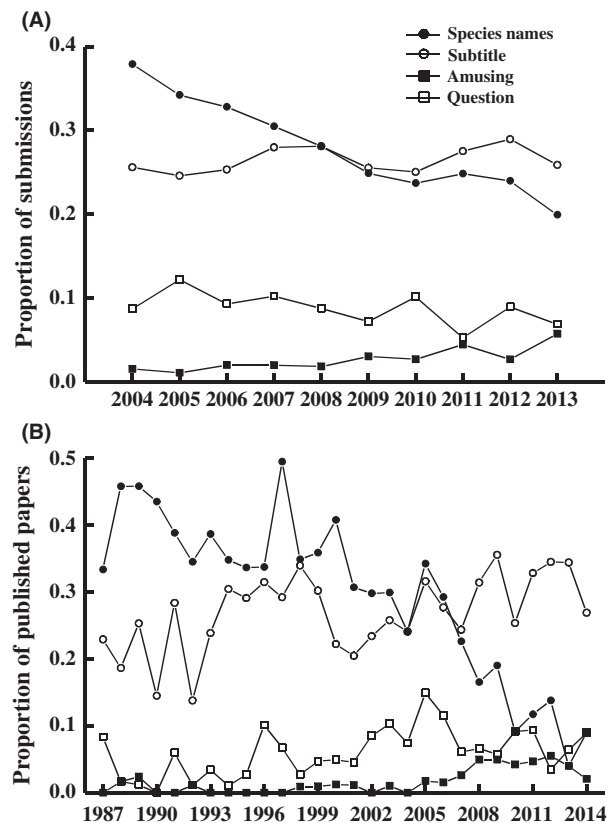 (A)
Species names
Subtitle
Amusing
Question
Proportion of submissions
0.4
0.3
0.2
0.1
0.0
2004 2005 2006 2007 2008 2009 2010 2011 2012 2013
(B)
Proportion of published papers
0.5
0.4
0.3
0.2
0.1
0.0
1987 1990 1993 1996 1999 2002 2005 2008 2011 2014